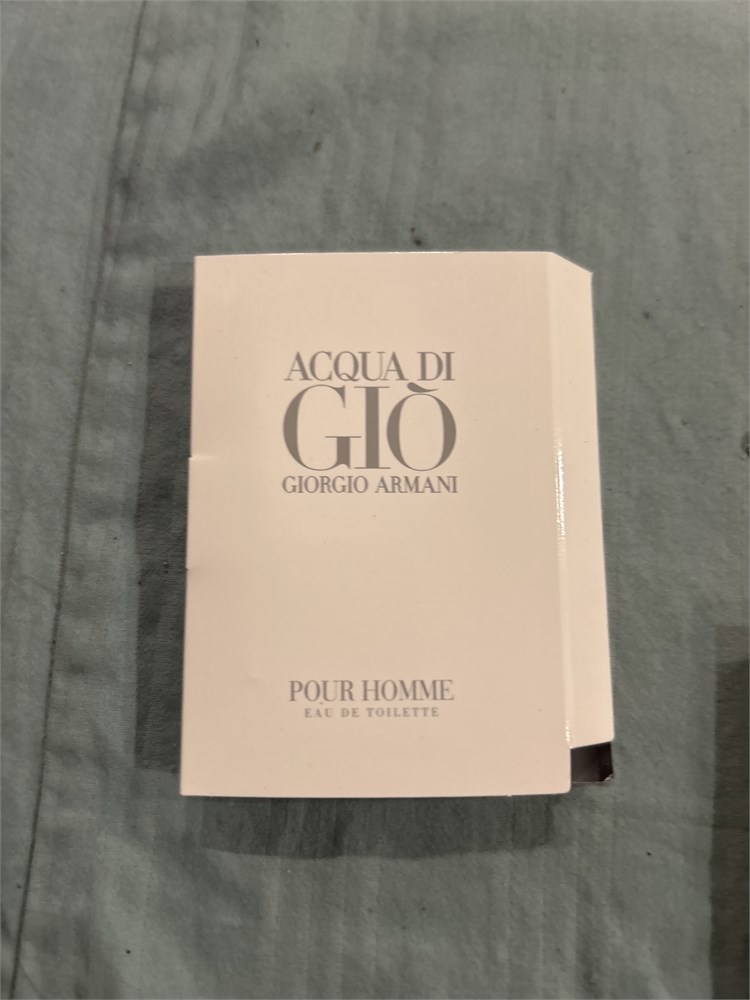 ACQUA DI
GIÒ
GIORGIO ARMANI
POUR HOMME
EAU DE TOILETTE